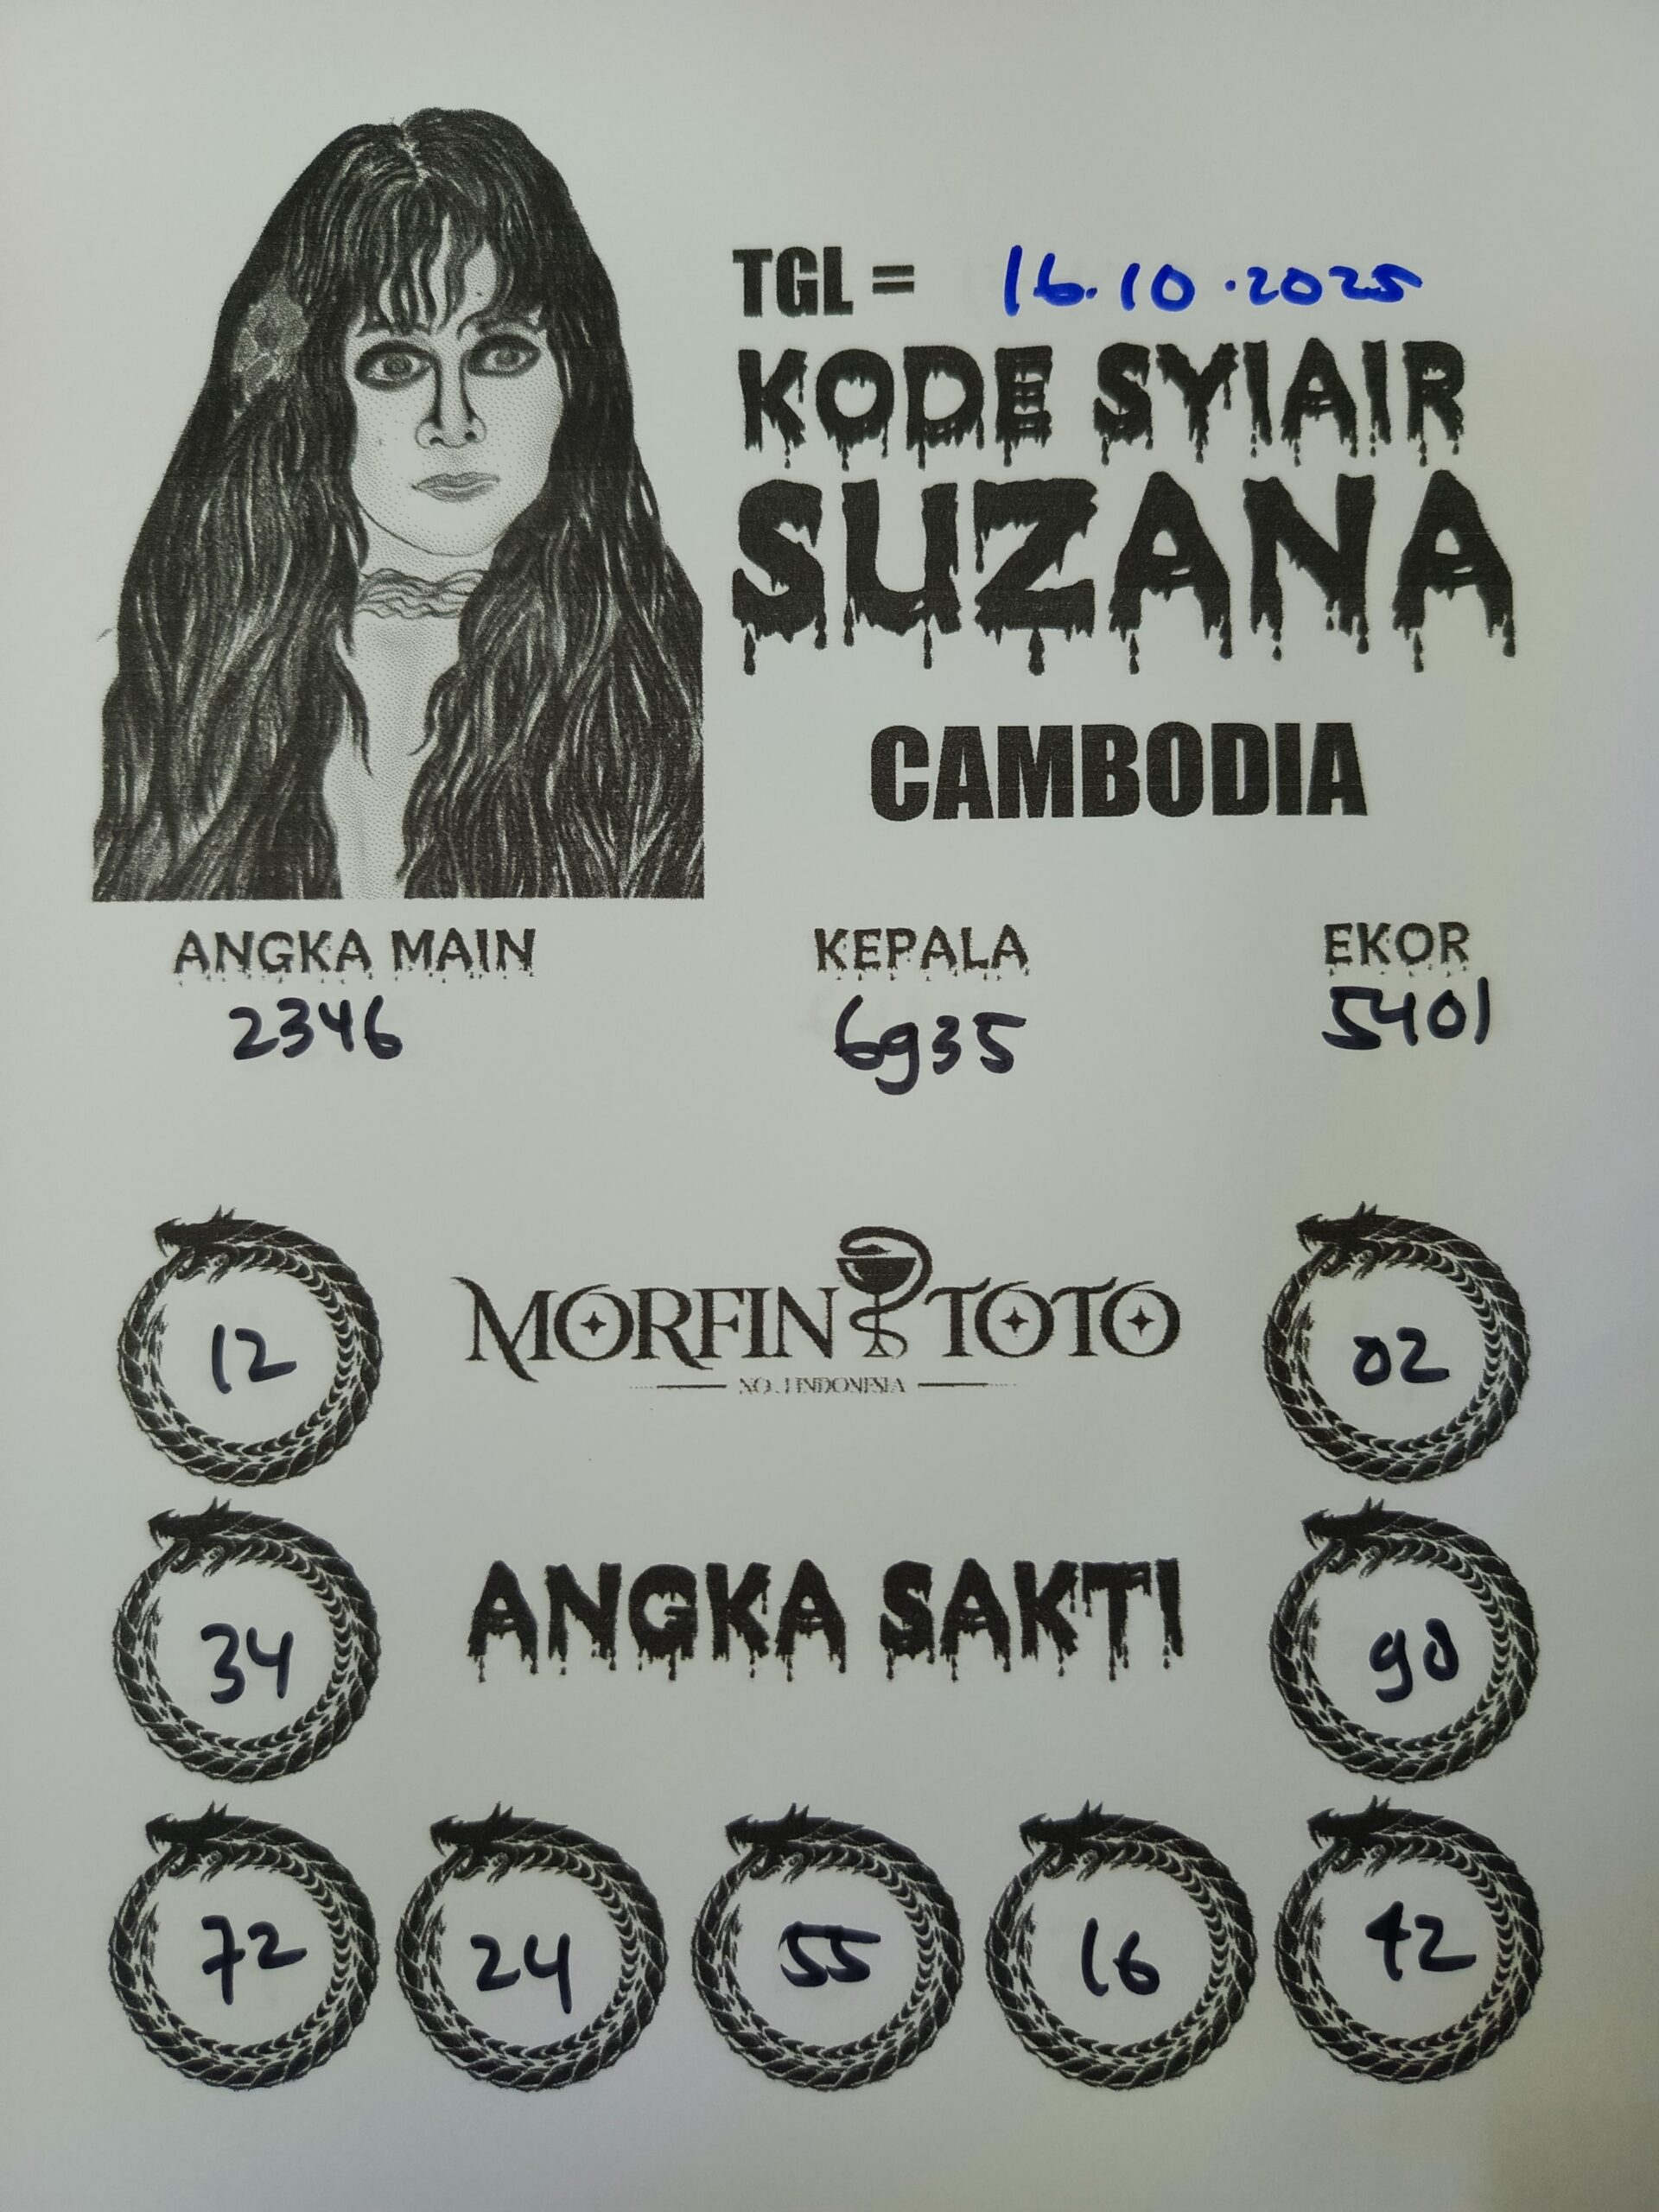 TGL = 16.10.2025
KODE SYIAIR
SUZANA
CAMBODIA
ANGKA MAIN KEPALA EKOR
2346 6935 5401
MORFIN TOTO
NO.1 INDONESIA
12 02
ANGKA SAKTI
34 90
72 24 55 16 42